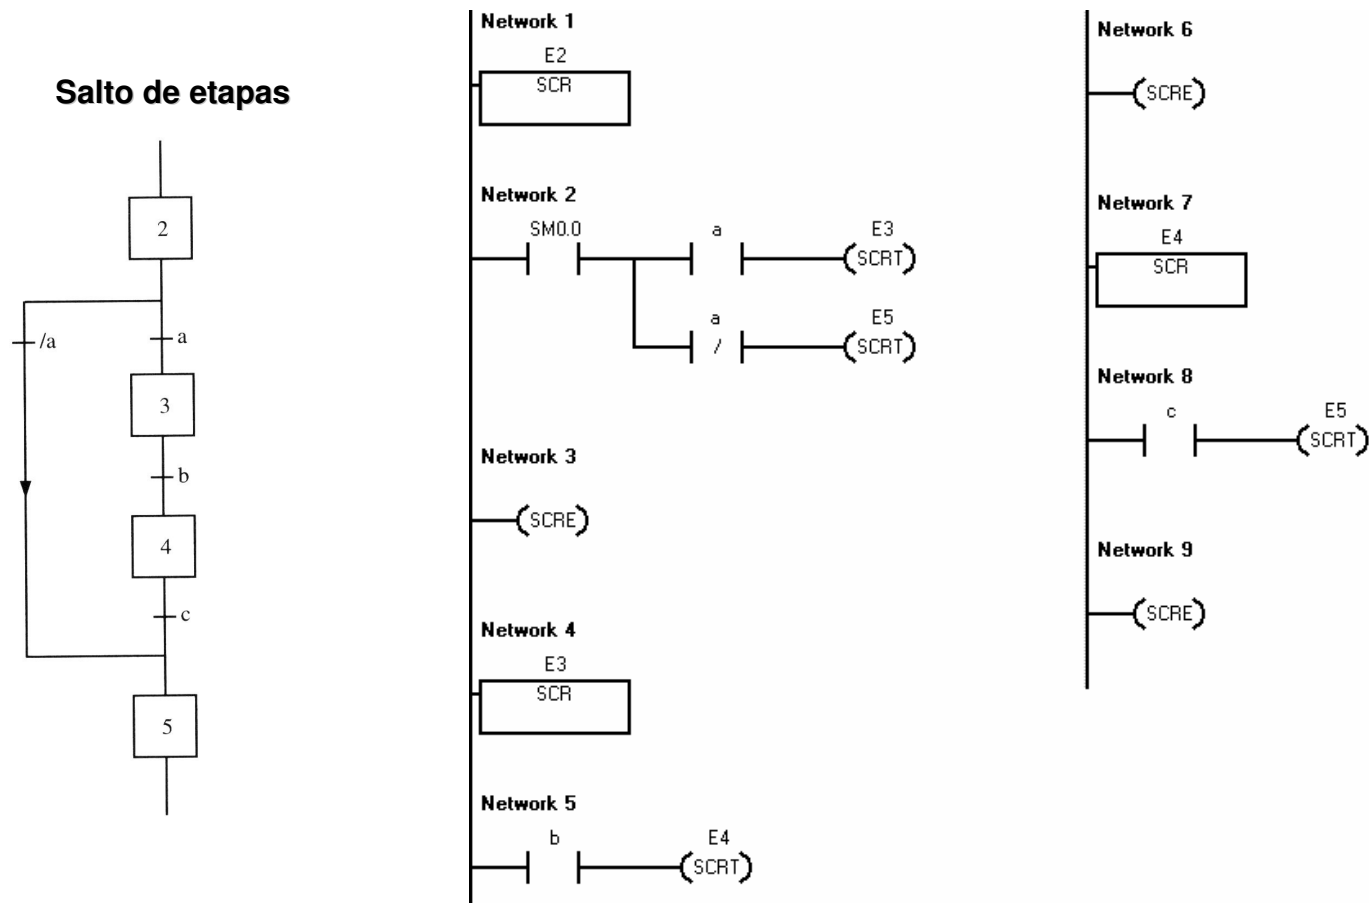 Salto de etapas
2
/a
a
3
b
4
c
5
Network 1
E2
SCR
Network 2
SM0.0
a
E3
SCRT
a
/
E5
SCRT
Network 3
SCRE
Network 4
E3
SCR
Network 5
b
E4
SCRT
Network 6
SCRE
Network 7
E4
SCR
Network 8
c
E5
SCRT
Network 9
SCRE